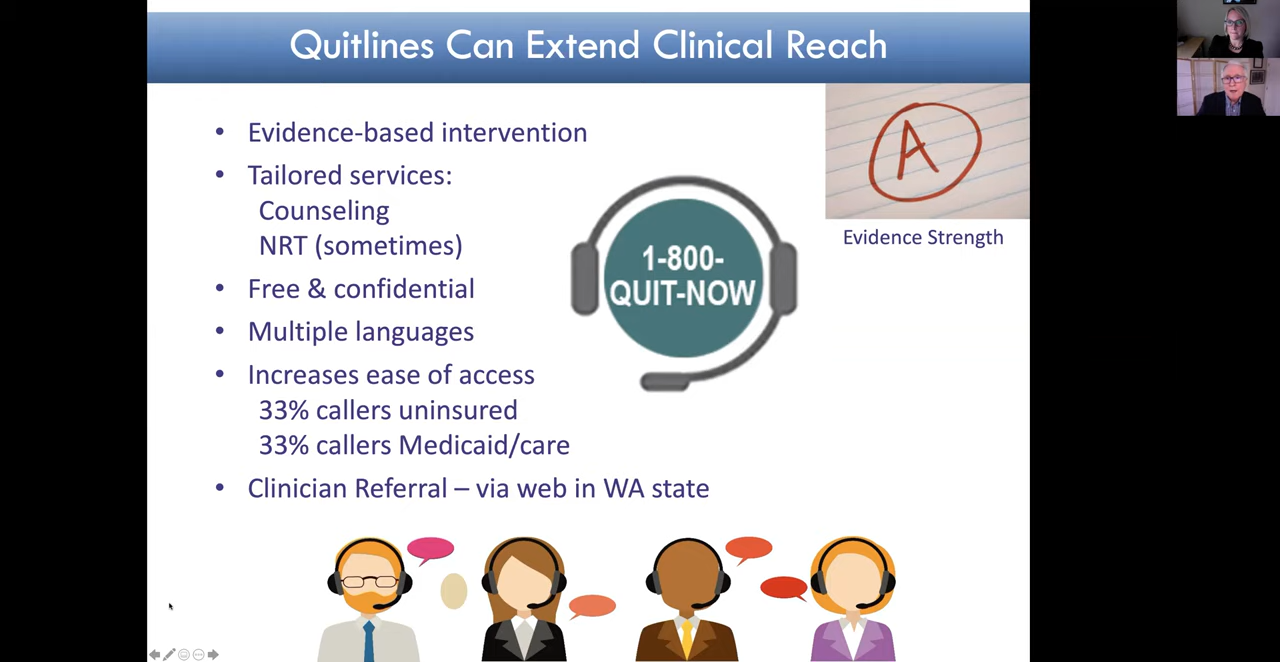 Quitlines Can Extend Clinical Reach
• Evidence-based intervention
• Tailored services:
Counseling
NRT (sometimes)
• Free & confidential
• Multiple languages
• Increases ease of access
33% callers uninsured
33% callers Medicaid/care
• Clinician Referral – via web in WA state
1-800-
QUIT-NOW
A
Evidence Strength